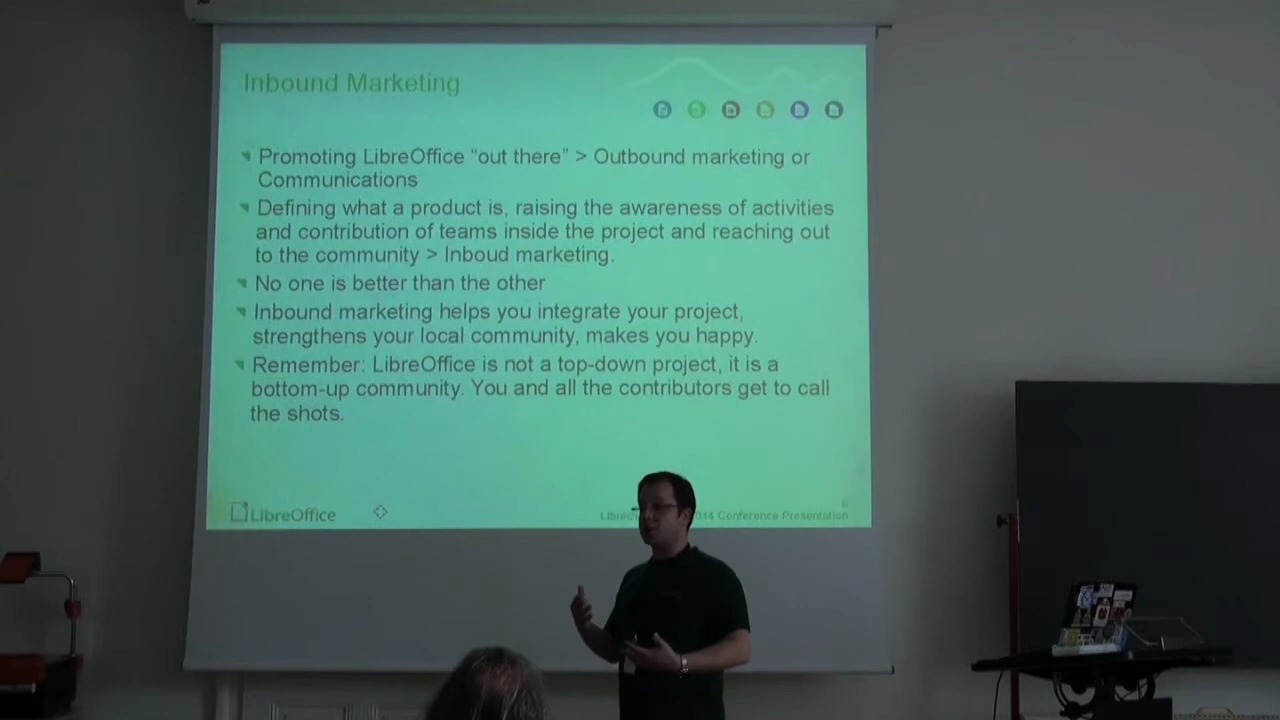 Inbound Marketing
Promoting LibreOffice “out there” > Outbound marketing or
Communications
Defining what a product is, raising the awareness of activities
and contribution of teams inside the project and reaching out
to the community > Inboud marketing.
No one is better than the other
Inbound marketing helps you integrate your project,
strengthens your local community, makes you happy.
Remember: LibreOffice is not a top-down project, it is a
bottom-up community. You and all the contributors get to call
the shots.
6
LibreOffice
014 Conference Presentation